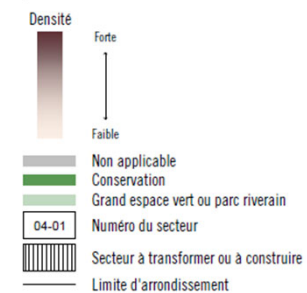 Densité
Forte
Faible
Non applicable
Conservation
Grand espace vert ou parc riverain
04-01 Numéro du secteur
Secteur à transformer ou à construire
Limite d'arrondissement